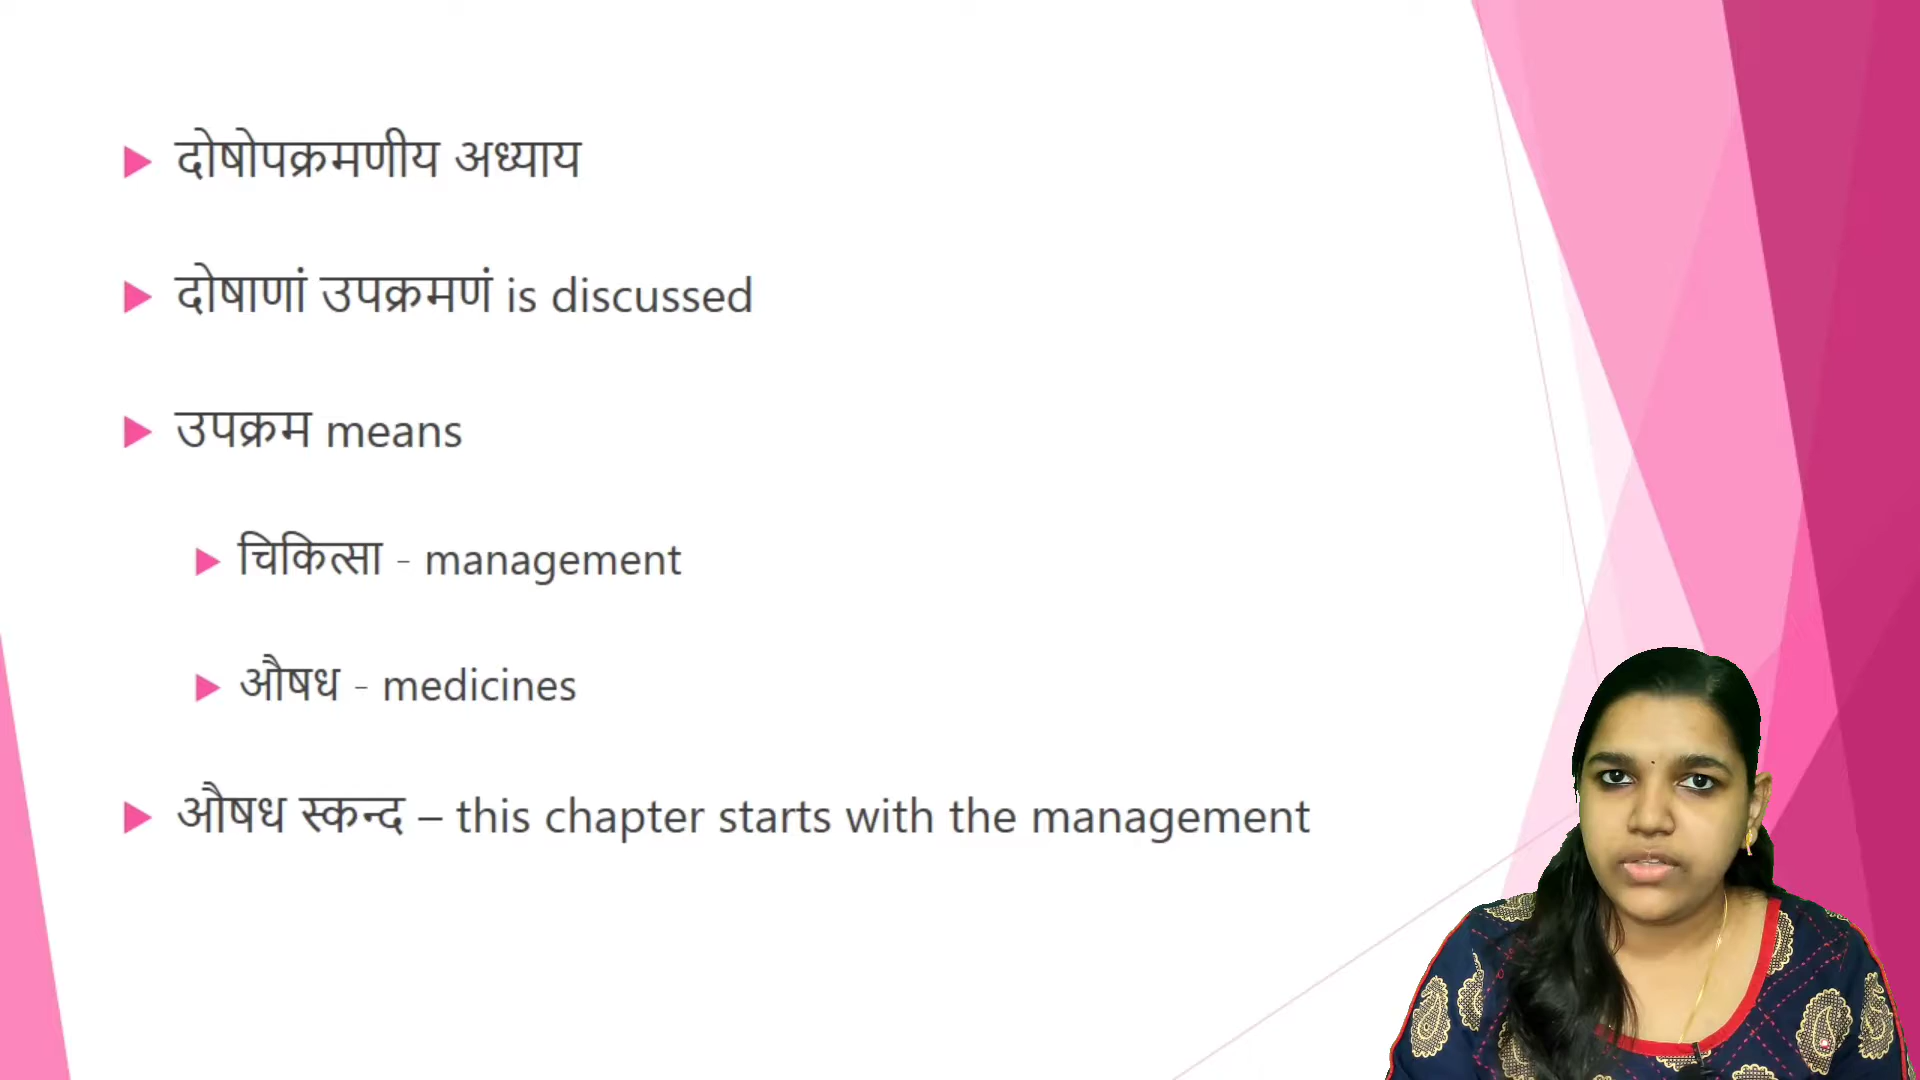 दोषोपक्रमणीय अध्याय
दोषाणां उपक्रमणं is discussed
उपक्रम means
चिकित्सा - management
औषध - medicines
औषध स्कन्द – this chapter starts with the management